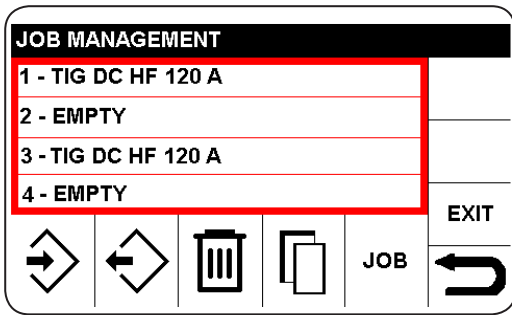 JOB MANAGEMENT
1 - TIG DC HF 120 A
2 - EMPTY
3 - TIG DC HF 120 A
4 - EMPTY
EXIT
JOB